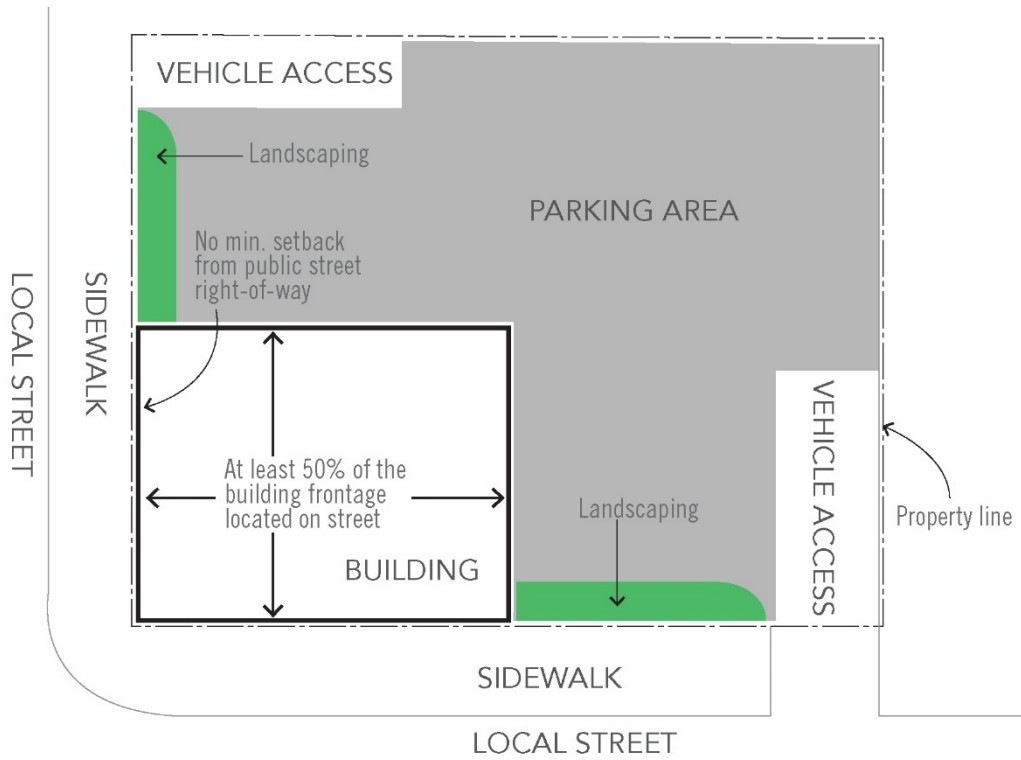 VEHICLE ACCESS
Landscaping
PARKING AREA
No min. setback
from public street
right-of-way
LOCAL STREET
SIDEWALK
At least 50% of the
building frontage
located on street
BUILDING
Landscaping
VEHICLE ACCESS
Property line
SIDEWALK
LOCAL STREET